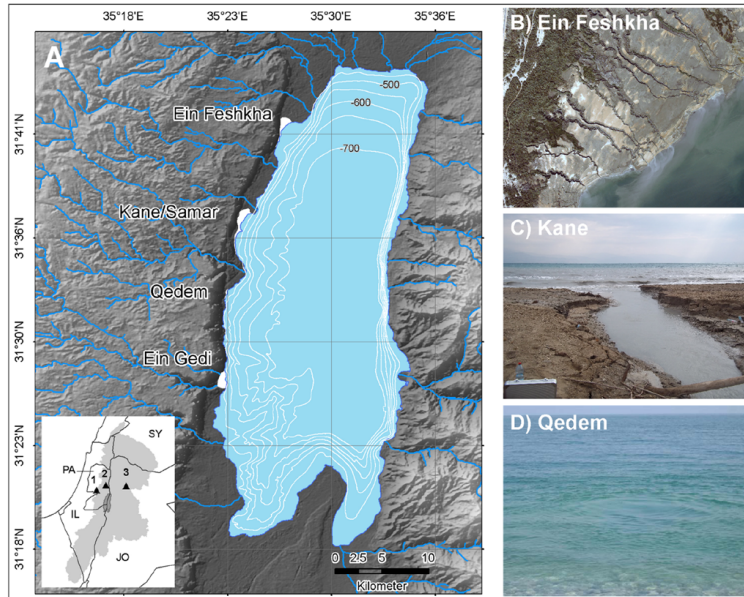 35°18'E 35°23'E 35°30'E 35°36'E
A
-500
-600
-700
Ein Feshkha
Kane/Samar
Qedem
Ein Gedi
31°41'N
31°36'N
31°30'N
31°23'N
31°18'N
SY
PA
1 2 3
IL
JO
0 2.5 5 10
Kilometer
B) Ein Feshkha
C) Kane
D) Qedem